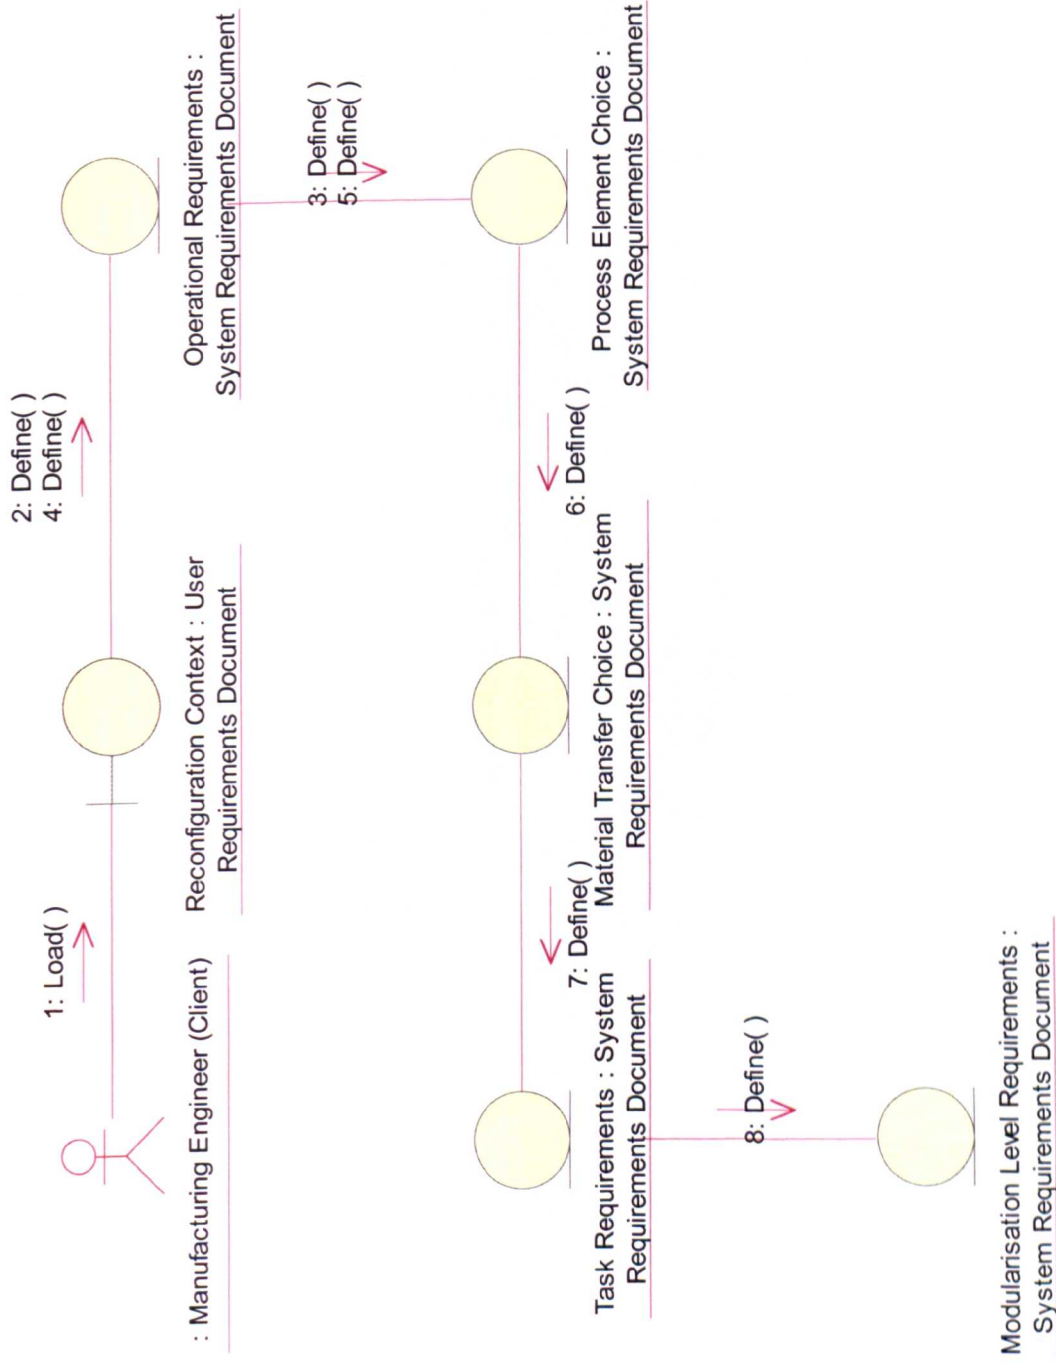 1: Load( )
2: Define( )
4: Define( )
: Manufacturing Engineer (Client)
Reconfiguration Context : User
Requirements Document
Operational Requirements :
System Requirements Document
3: Define( )
5: Define( )
7: Define( )
6: Define( )
Task Requirements : System
Requirements Document
Material Transfer Choice : System
Requirements Document
Process Element Choice :
System Requirements Document
8: Define( )
Modularisation Level Requirements :
System Requirements Document